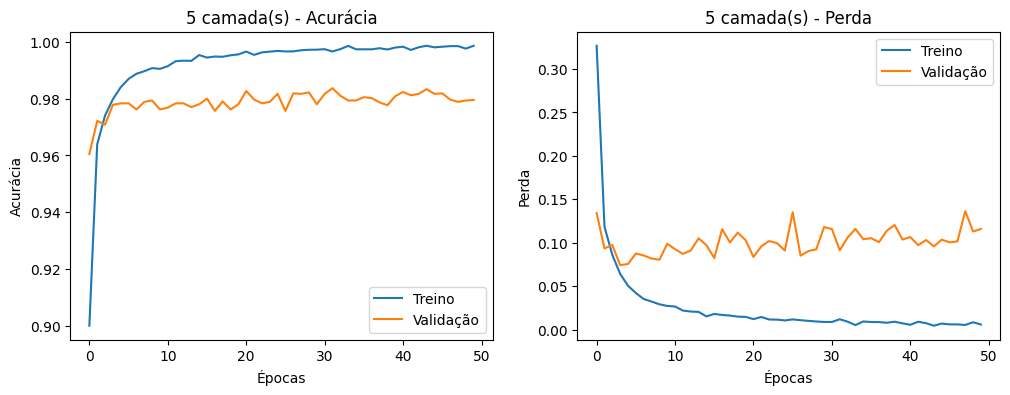 5 camada(s) - Acurácia
1.00
0.98
0.96
0.94
0.92
0.90
Acurácia
0
10
20
30
40
50
Épocas
Treino
Validação
5 camada(s) - Perda
0.30
0.25
0.20
0.15
0.10
0.05
0.00
Perda
0
10
20
30
40
50
Épocas
Treino
Validação